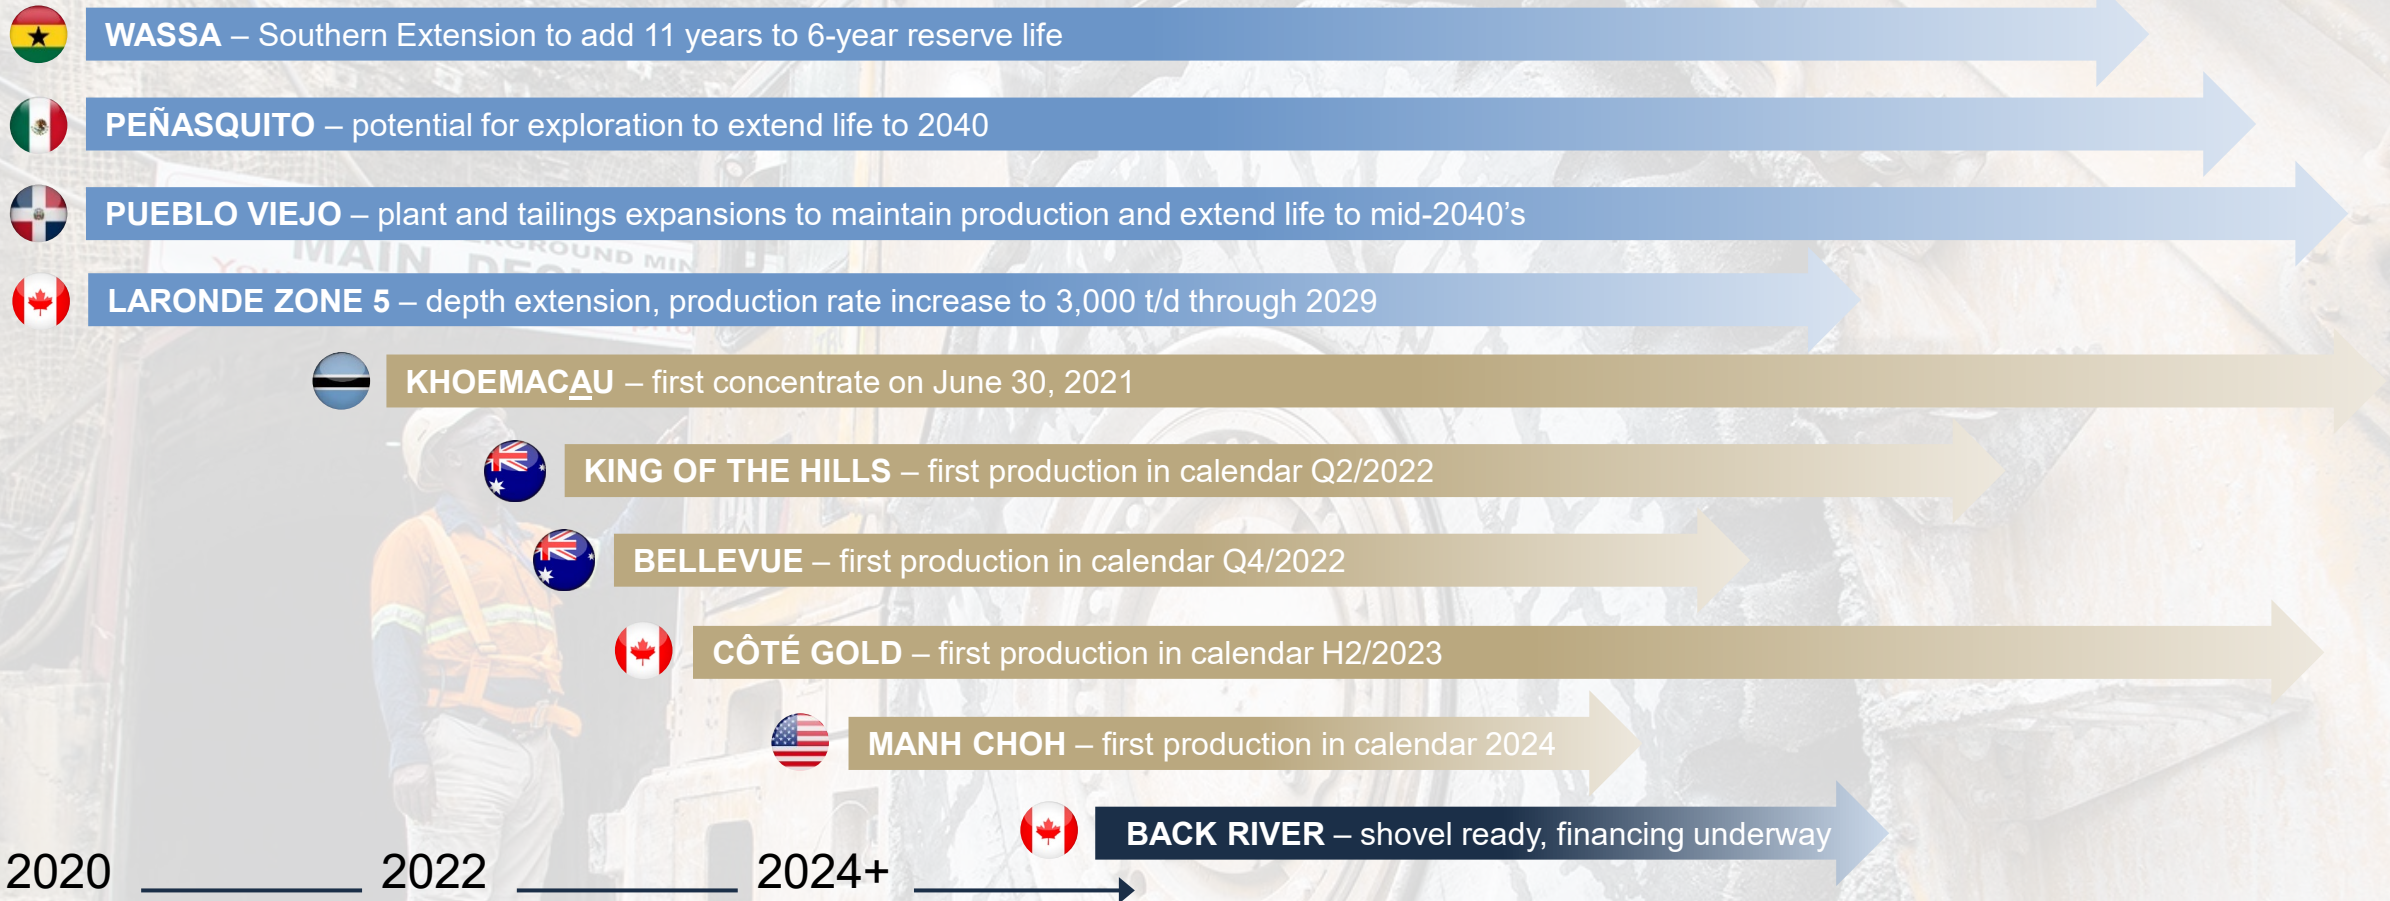 WASSA – Southern Extension to add 11 years to 6-year reserve life
PEÑASQUITO – potential for exploration to extend life to 2040
PUEBLO VIEJO – plant and tailings expansions to maintain production and extend life to mid-2040’s
MAIN
GROUND MIN
LARONDE ZONE 5 – depth extension, production rate increase to 3,000 t/d through 2029
KHOEMACAU – first concentrate on June 30, 2021
KING OF THE HILLS – first production in calendar Q2/2022
BELLEVUE – first production in calendar Q4/2022
CÔTÉ GOLD – first production in calendar H2/2023
MANH CHOH – first production in calendar 2024
BACK RIVER – shovel ready, financing underway
2020 2022 2024+